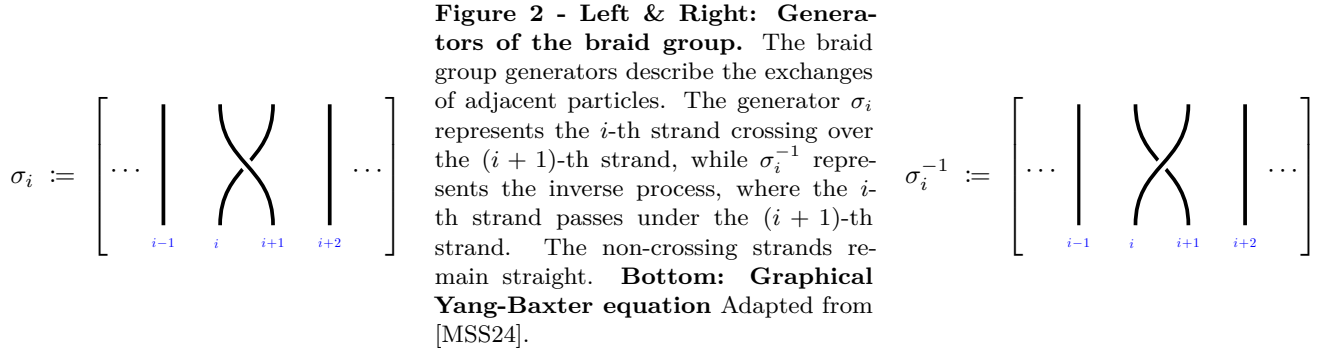 σ_i :=
⋯
⋯
i−1 i i+1 i+2
Figure 2 - Left & Right: Genera-
tors of the braid group. The braid
group generators describe the exchanges
of adjacent particles. The generator σ_i
represents the i-th strand crossing over
the (i + 1)-th strand, while σ_i^{-1} repre-
sents the inverse process, where the i-
th strand passes under the (i + 1)-th
strand. The non-crossing strands re-
main straight. Bottom: Graphical
Yang-Baxter equation Adapted from
[MSS24].
σ_i^{-1} :=
⋯
⋯
i−1 i i+1 i+2